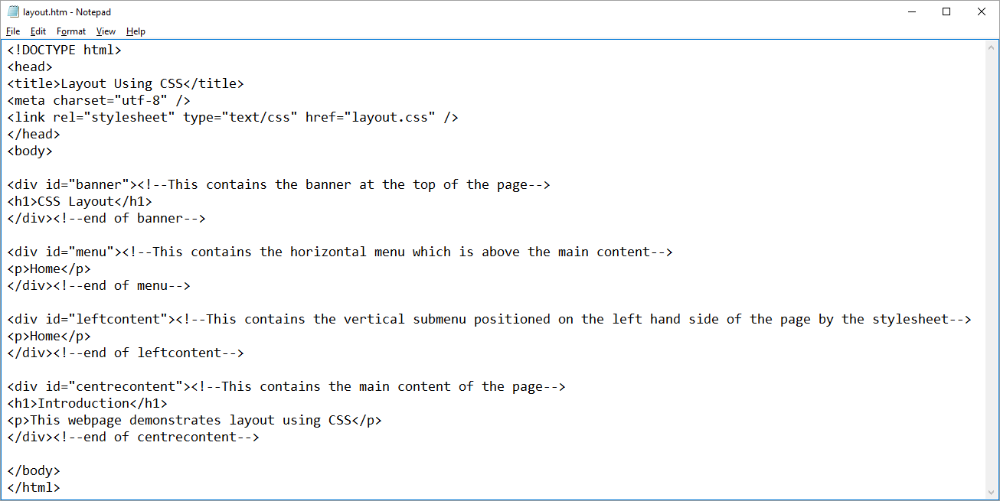 layout.htm - Notepad
File Edit Format View Help
<!DOCTYPE html>
<head>
<title>Layout Using CSS</title>
<meta charset="utf-8" />
<link rel="stylesheet" type="text/css" href="layout.css" />
</head>
<body>

<div id="banner"><!--This contains the banner at the top of the page-->
<h1>CSS Layout</h1>
</div><!--end of banner-->

<div id="menu"><!--This contains the horizontal menu which is above the main content-->
<p>Home</p>
</div><!--end of menu-->

<div id="leftcontent"><!--This contains the vertical submenu positioned on the left hand side of the page by the stylesheet-->
<p>Home</p>
</div><!--end of leftcontent-->

<div id="centrecontent"><!--This contains the main content of the page-->
<h1>Introduction</h1>
<p>This webpage demonstrates layout using CSS</p>
</div><!--end of centrecontent-->

</body>
</html>